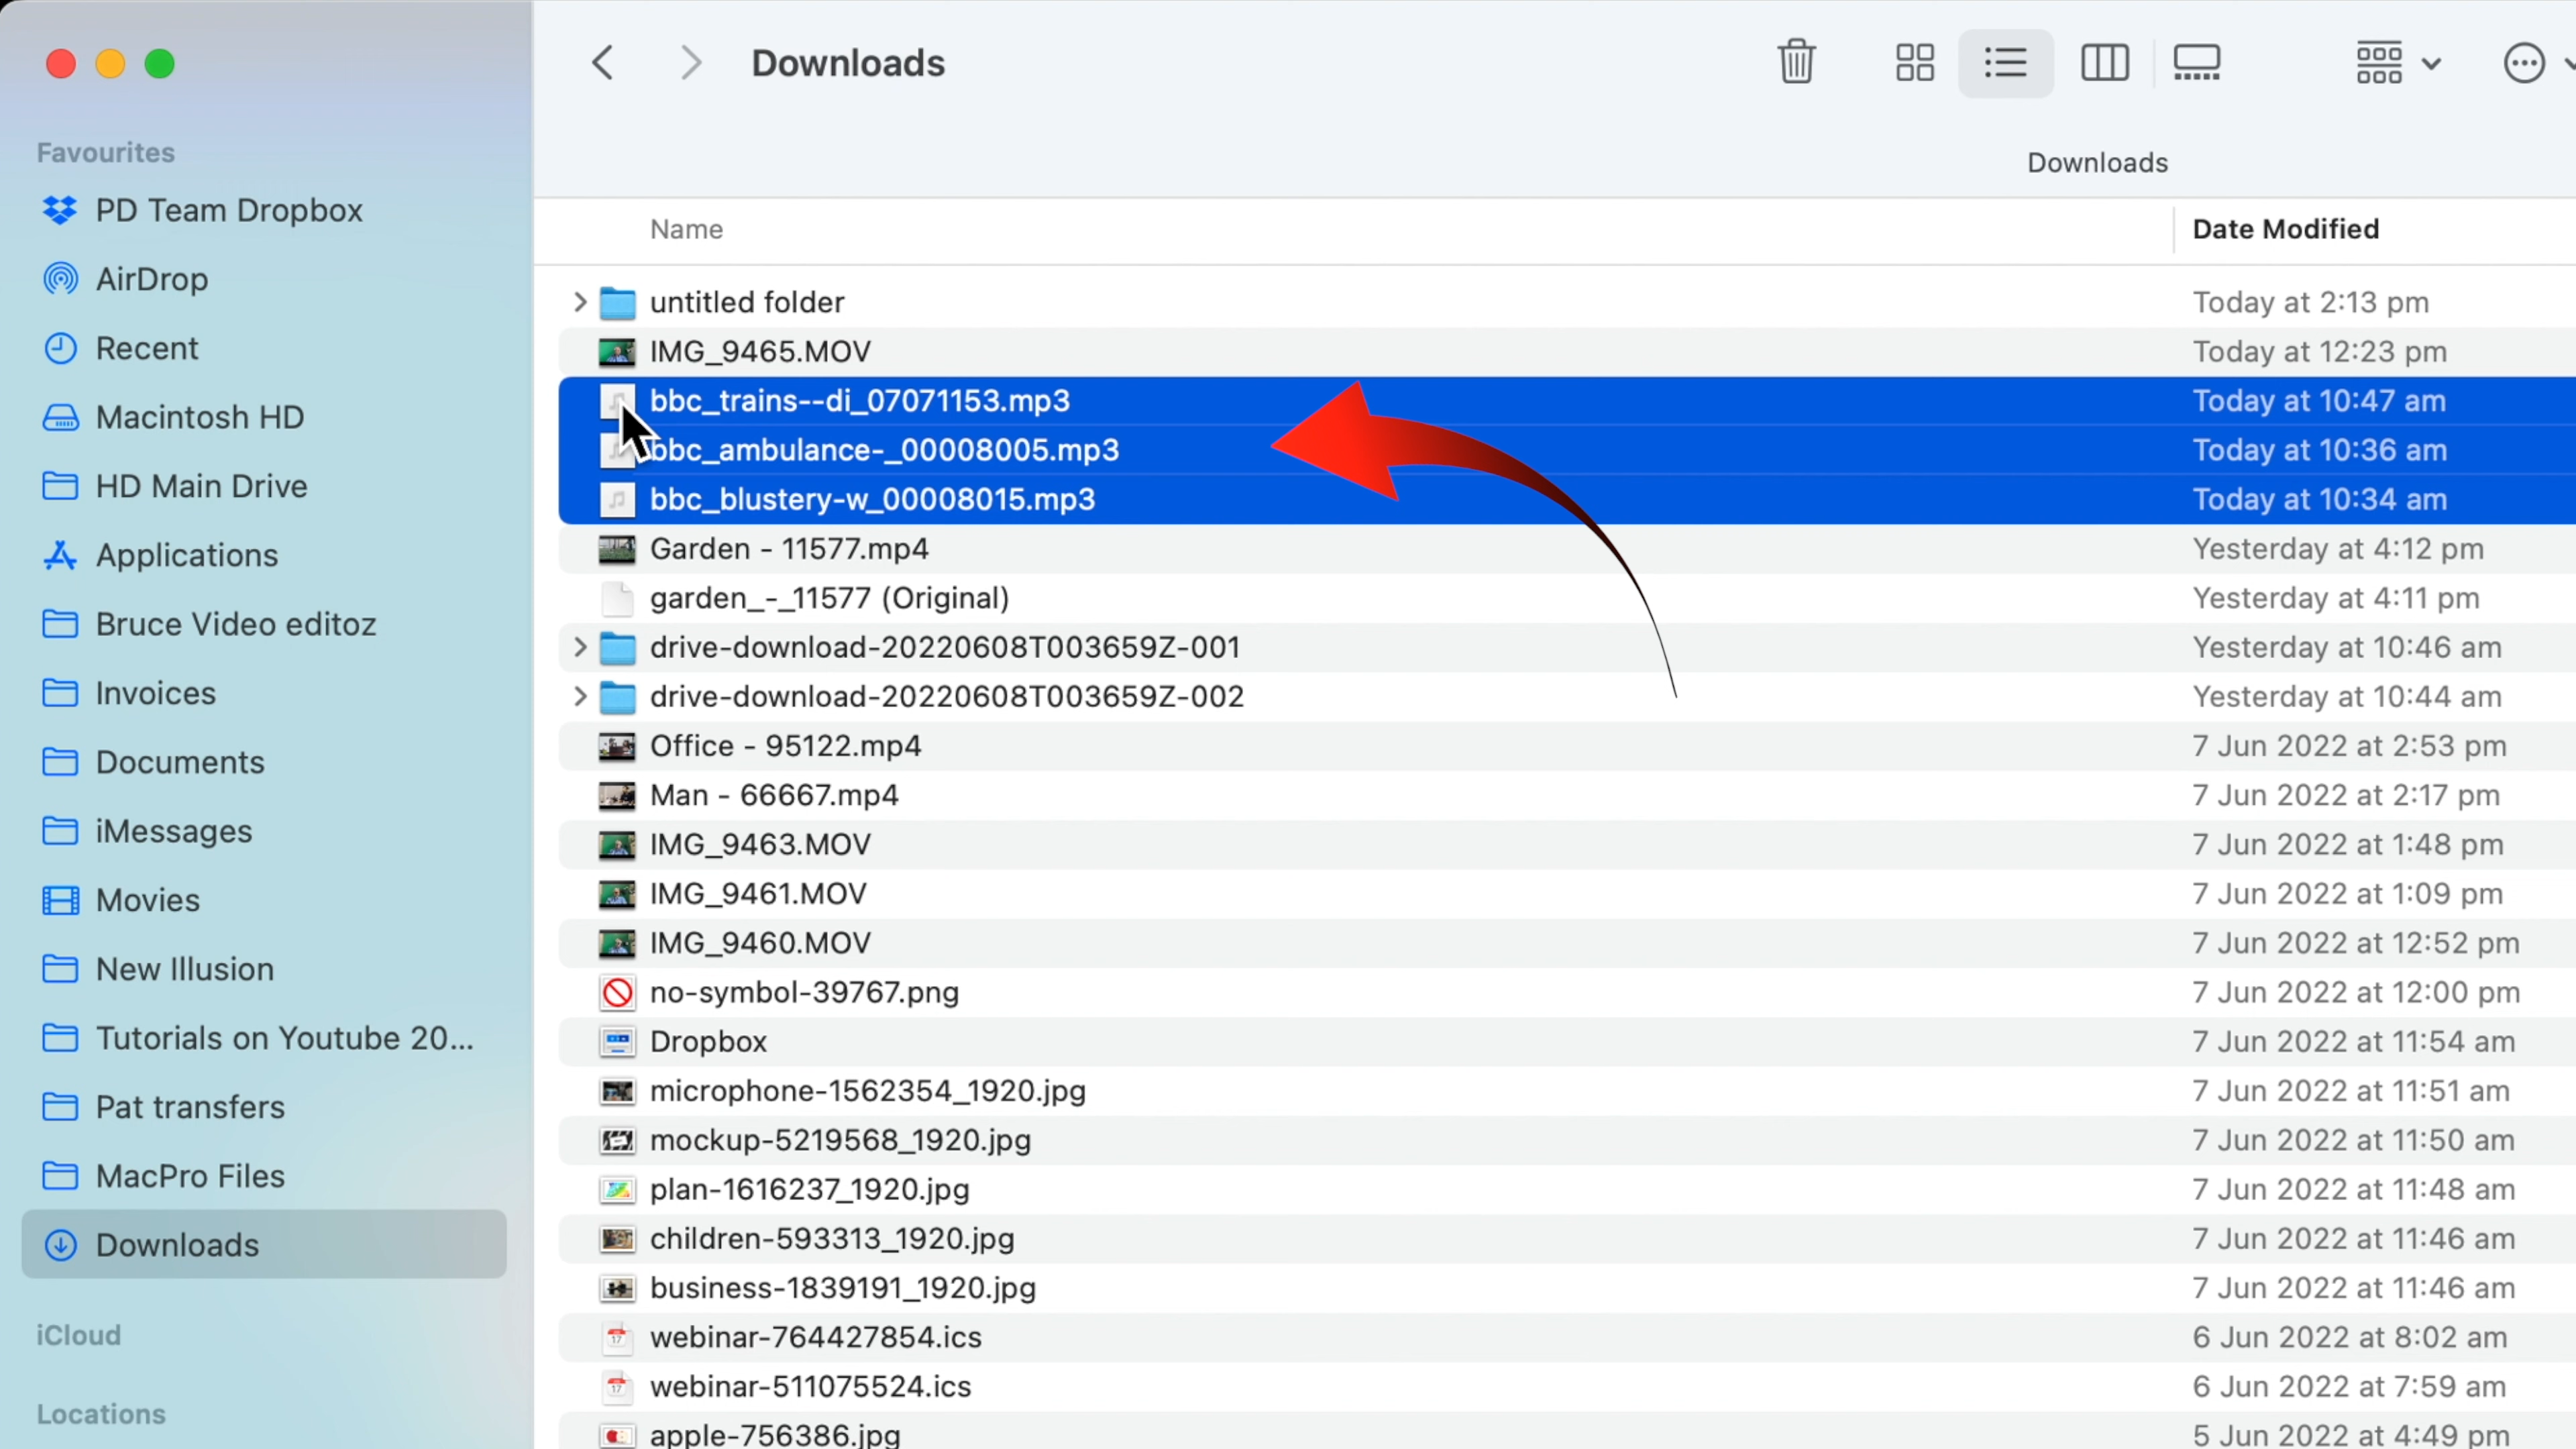 Downloads
Downloads
Favourites
PD Team Dropbox
AirDrop
Recent
Macintosh HD
HD Main Drive
Applications
Bruce Video editoz
Invoices
Documents
iMessages
Movies
New Illusion
Tutorials on Youtube 20...
Pat transfers
MacPro Files
Downloads
iCloud
Locations
Name Date Modified
untitled folder Today at 2:13 pm
IMG_9465.MOV Today at 12:23 pm
bbc_trains--di_07071153.mp3 Today at 10:47 am
bbc_ambulance-_00008005.mp3 Today at 10:36 am
bbc_blustery-w_00008015.mp3 Today at 10:34 am
Garden - 11577.mp4 Yesterday at 4:12 pm
garden_-_11577 (Original) Yesterday at 4:11 pm
drive-download-20220608T003659Z-001 Yesterday at 10:46 am
drive-download-20220608T003659Z-002 Yesterday at 10:44 am
Office - 95122.mp4 7 Jun 2022 at 2:53 pm
Man - 66667.mp4 7 Jun 2022 at 2:17 pm
IMG_9463.MOV 7 Jun 2022 at 1:48 pm
IMG_9461.MOV 7 Jun 2022 at 1:09 pm
IMG_9460.MOV 7 Jun 2022 at 12:52 pm
no-symbol-39767.png 7 Jun 2022 at 12:00 pm
Dropbox 7 Jun 2022 at 11:54 am
microphone-1562354_1920.jpg 7 Jun 2022 at 11:51 am
mockup-5219568_1920.jpg 7 Jun 2022 at 11:50 am
plan-1616237_1920.jpg 7 Jun 2022 at 11:48 am
children-593313_1920.jpg 7 Jun 2022 at 11:46 am
business-1839191_1920.jpg 7 Jun 2022 at 11:46 am
webinar-764427854.ics 6 Jun 2022 at 8:02 am
webinar-511075524.ics 6 Jun 2022 at 7:59 am
apple-756386.jpg 5 Jun 2022 at 4:49 pm